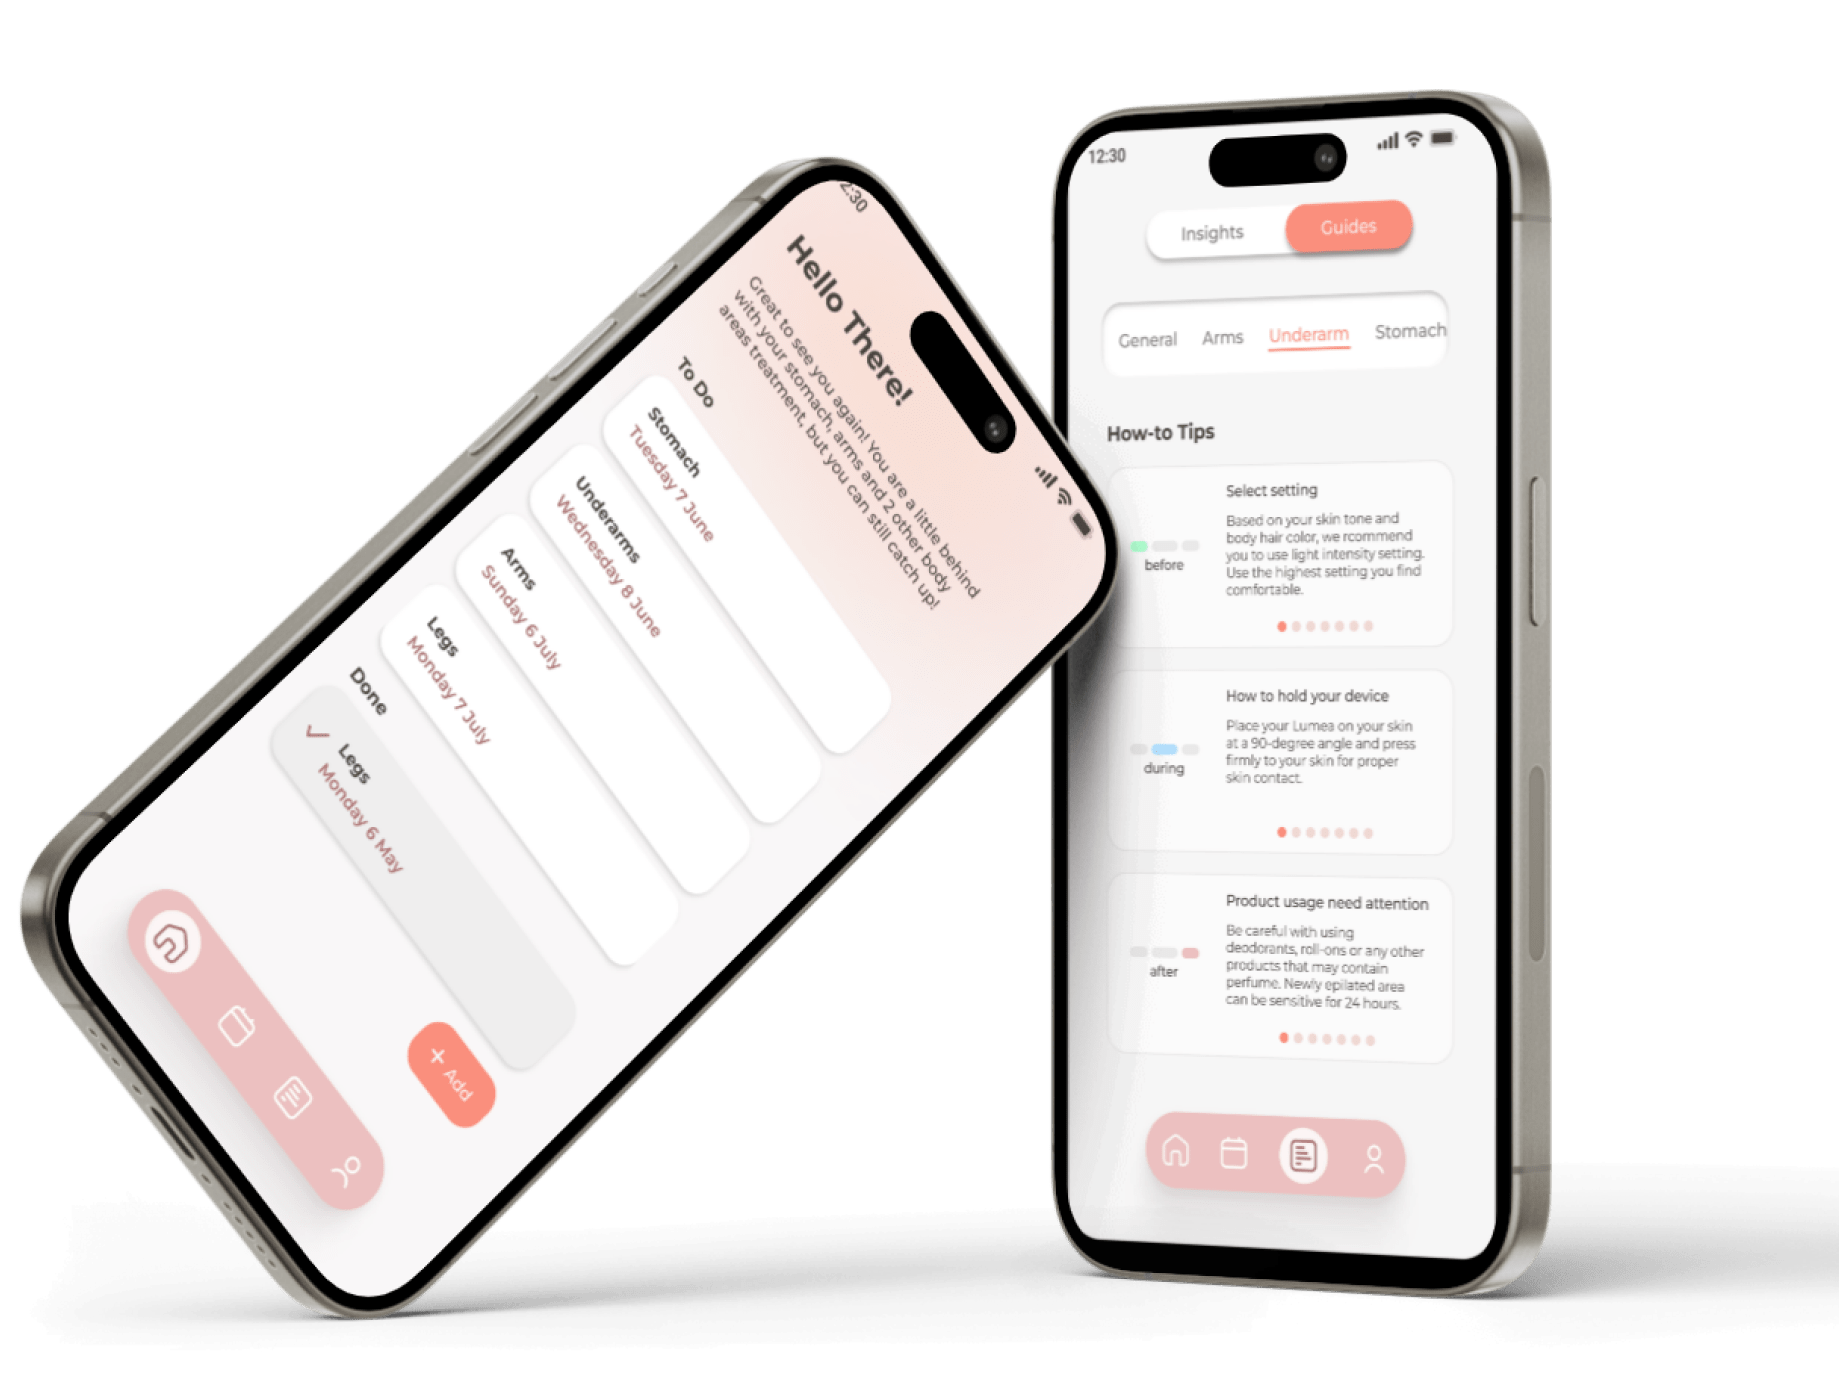 2:30
Hello There!
Great to see you again! You are a little behind
with your stomach, arms and 2 other body
areas treatment, but you can still catch up!
To Do
Stomach
Tuesday 7 June
Underarms
Wednesday 8 June
Arms
Sunday 6 July
Legs
Monday 7 July
Done
Legs
Monday 6 May
+ Add
12:30
Insights
Guides
General
Arms
Underarm
Stomach
How-to Tips
Select setting
Based on your skin tone and
body hair color, we rcommend
you to use light intensity setting.
Use the highest setting you find
comfortable.
before
How to hold your device
Place your Lumea on your skin
at a 90-degree angle and press
firmly to your skin for proper
skin contact.
during
Product usage need attention
Be careful with using
deodorants, roll-ons or any other
products that may contain
perfume. Newly epilated area
can be sensitive for 24 hours.
after